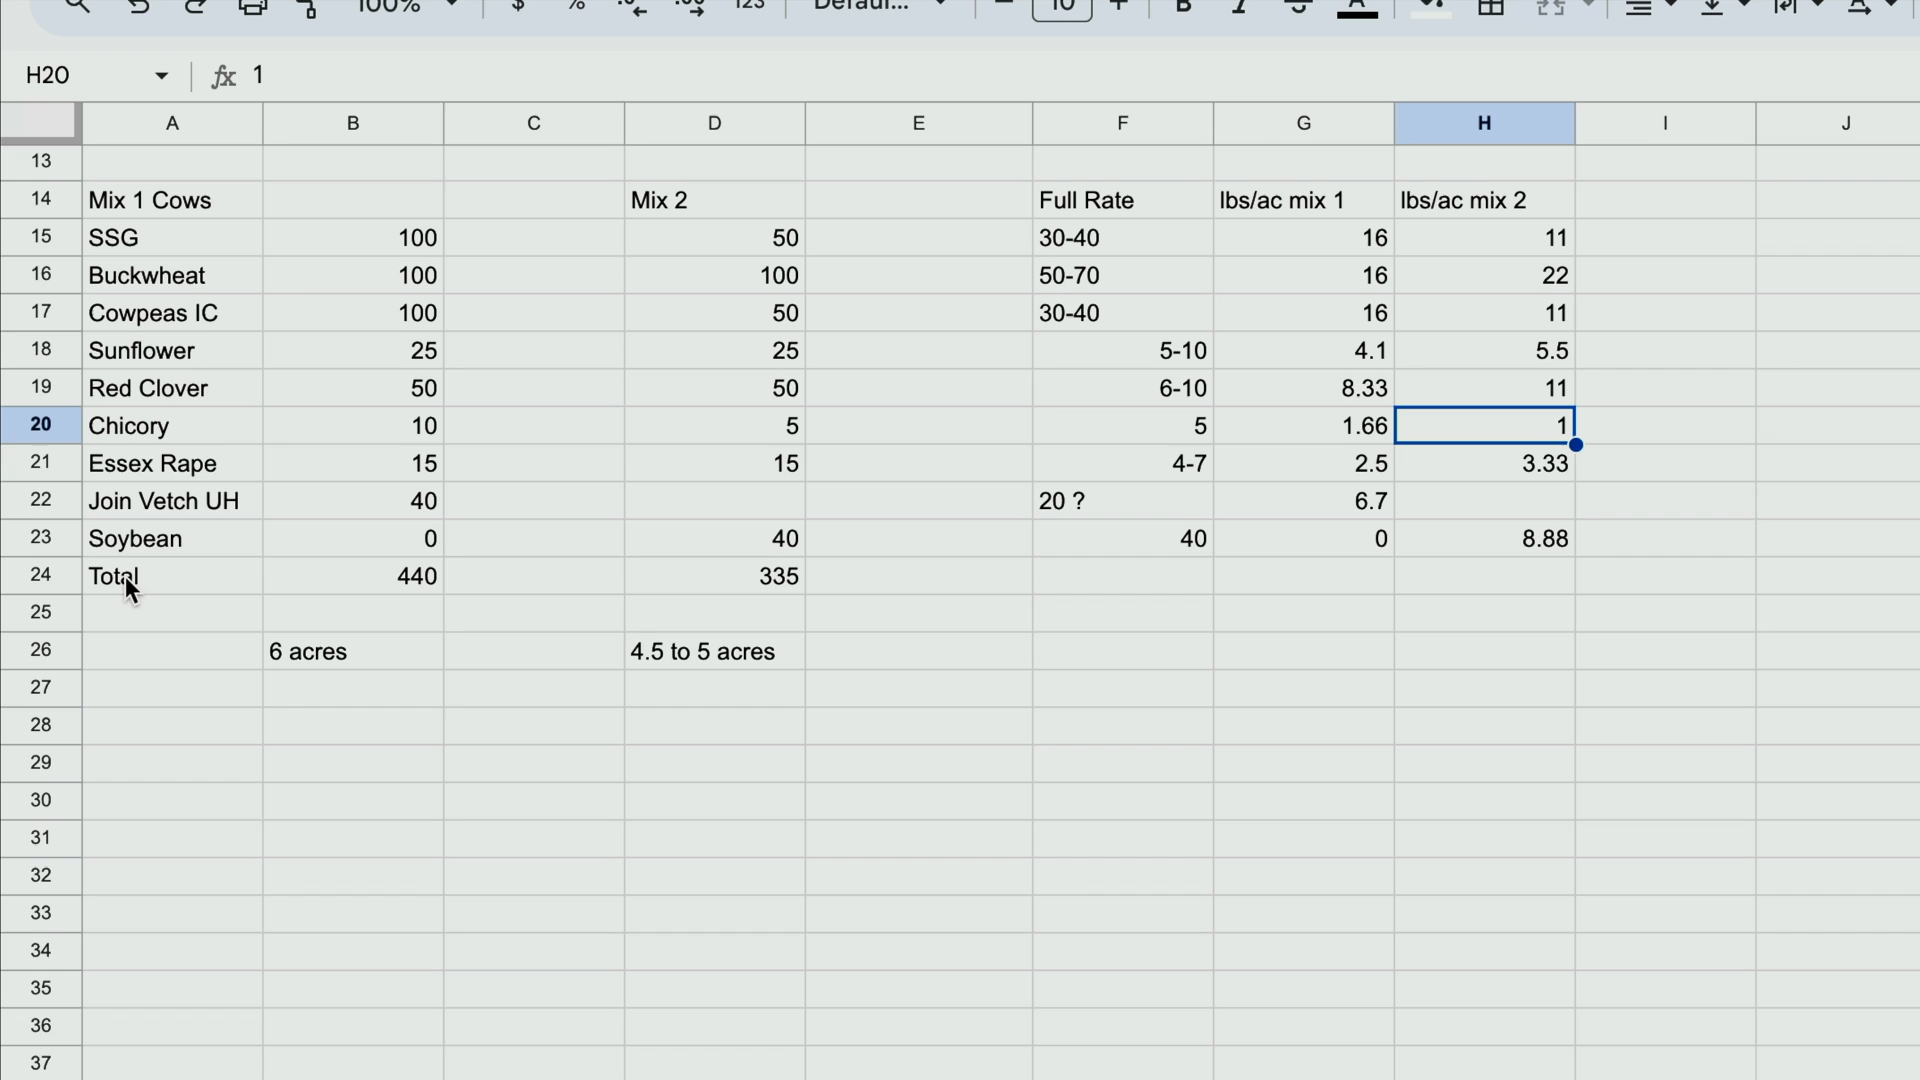 100%
$ % 123 Defaul... 10 B I A
H20 fx 1
A B C D E F G H I J
13
14 Mix 1 Cows Mix 2 Full Rate lbs/ac mix 1 lbs/ac mix 2
15 SSG 100 50 30-40 16 11
16 Buckwheat 100 100 50-70 16 22
17 Cowpeas IC 100 50 30-40 16 11
18 Sunflower 25 25 5-10 4.1 5.5
19 Red Clover 50 50 6-10 8.33 11
20 Chicory 10 5 5 1.66 1
21 Essex Rape 15 15 4-7 2.5 3.33
22 Join Vetch UH 40 20 ? 6.7
23 Soybean 0 40 40 0 8.88
24 Total 440 335
25
26 6 acres 4.5 to 5 acres
27
28
29
30
31
32
33
34
35
36
37